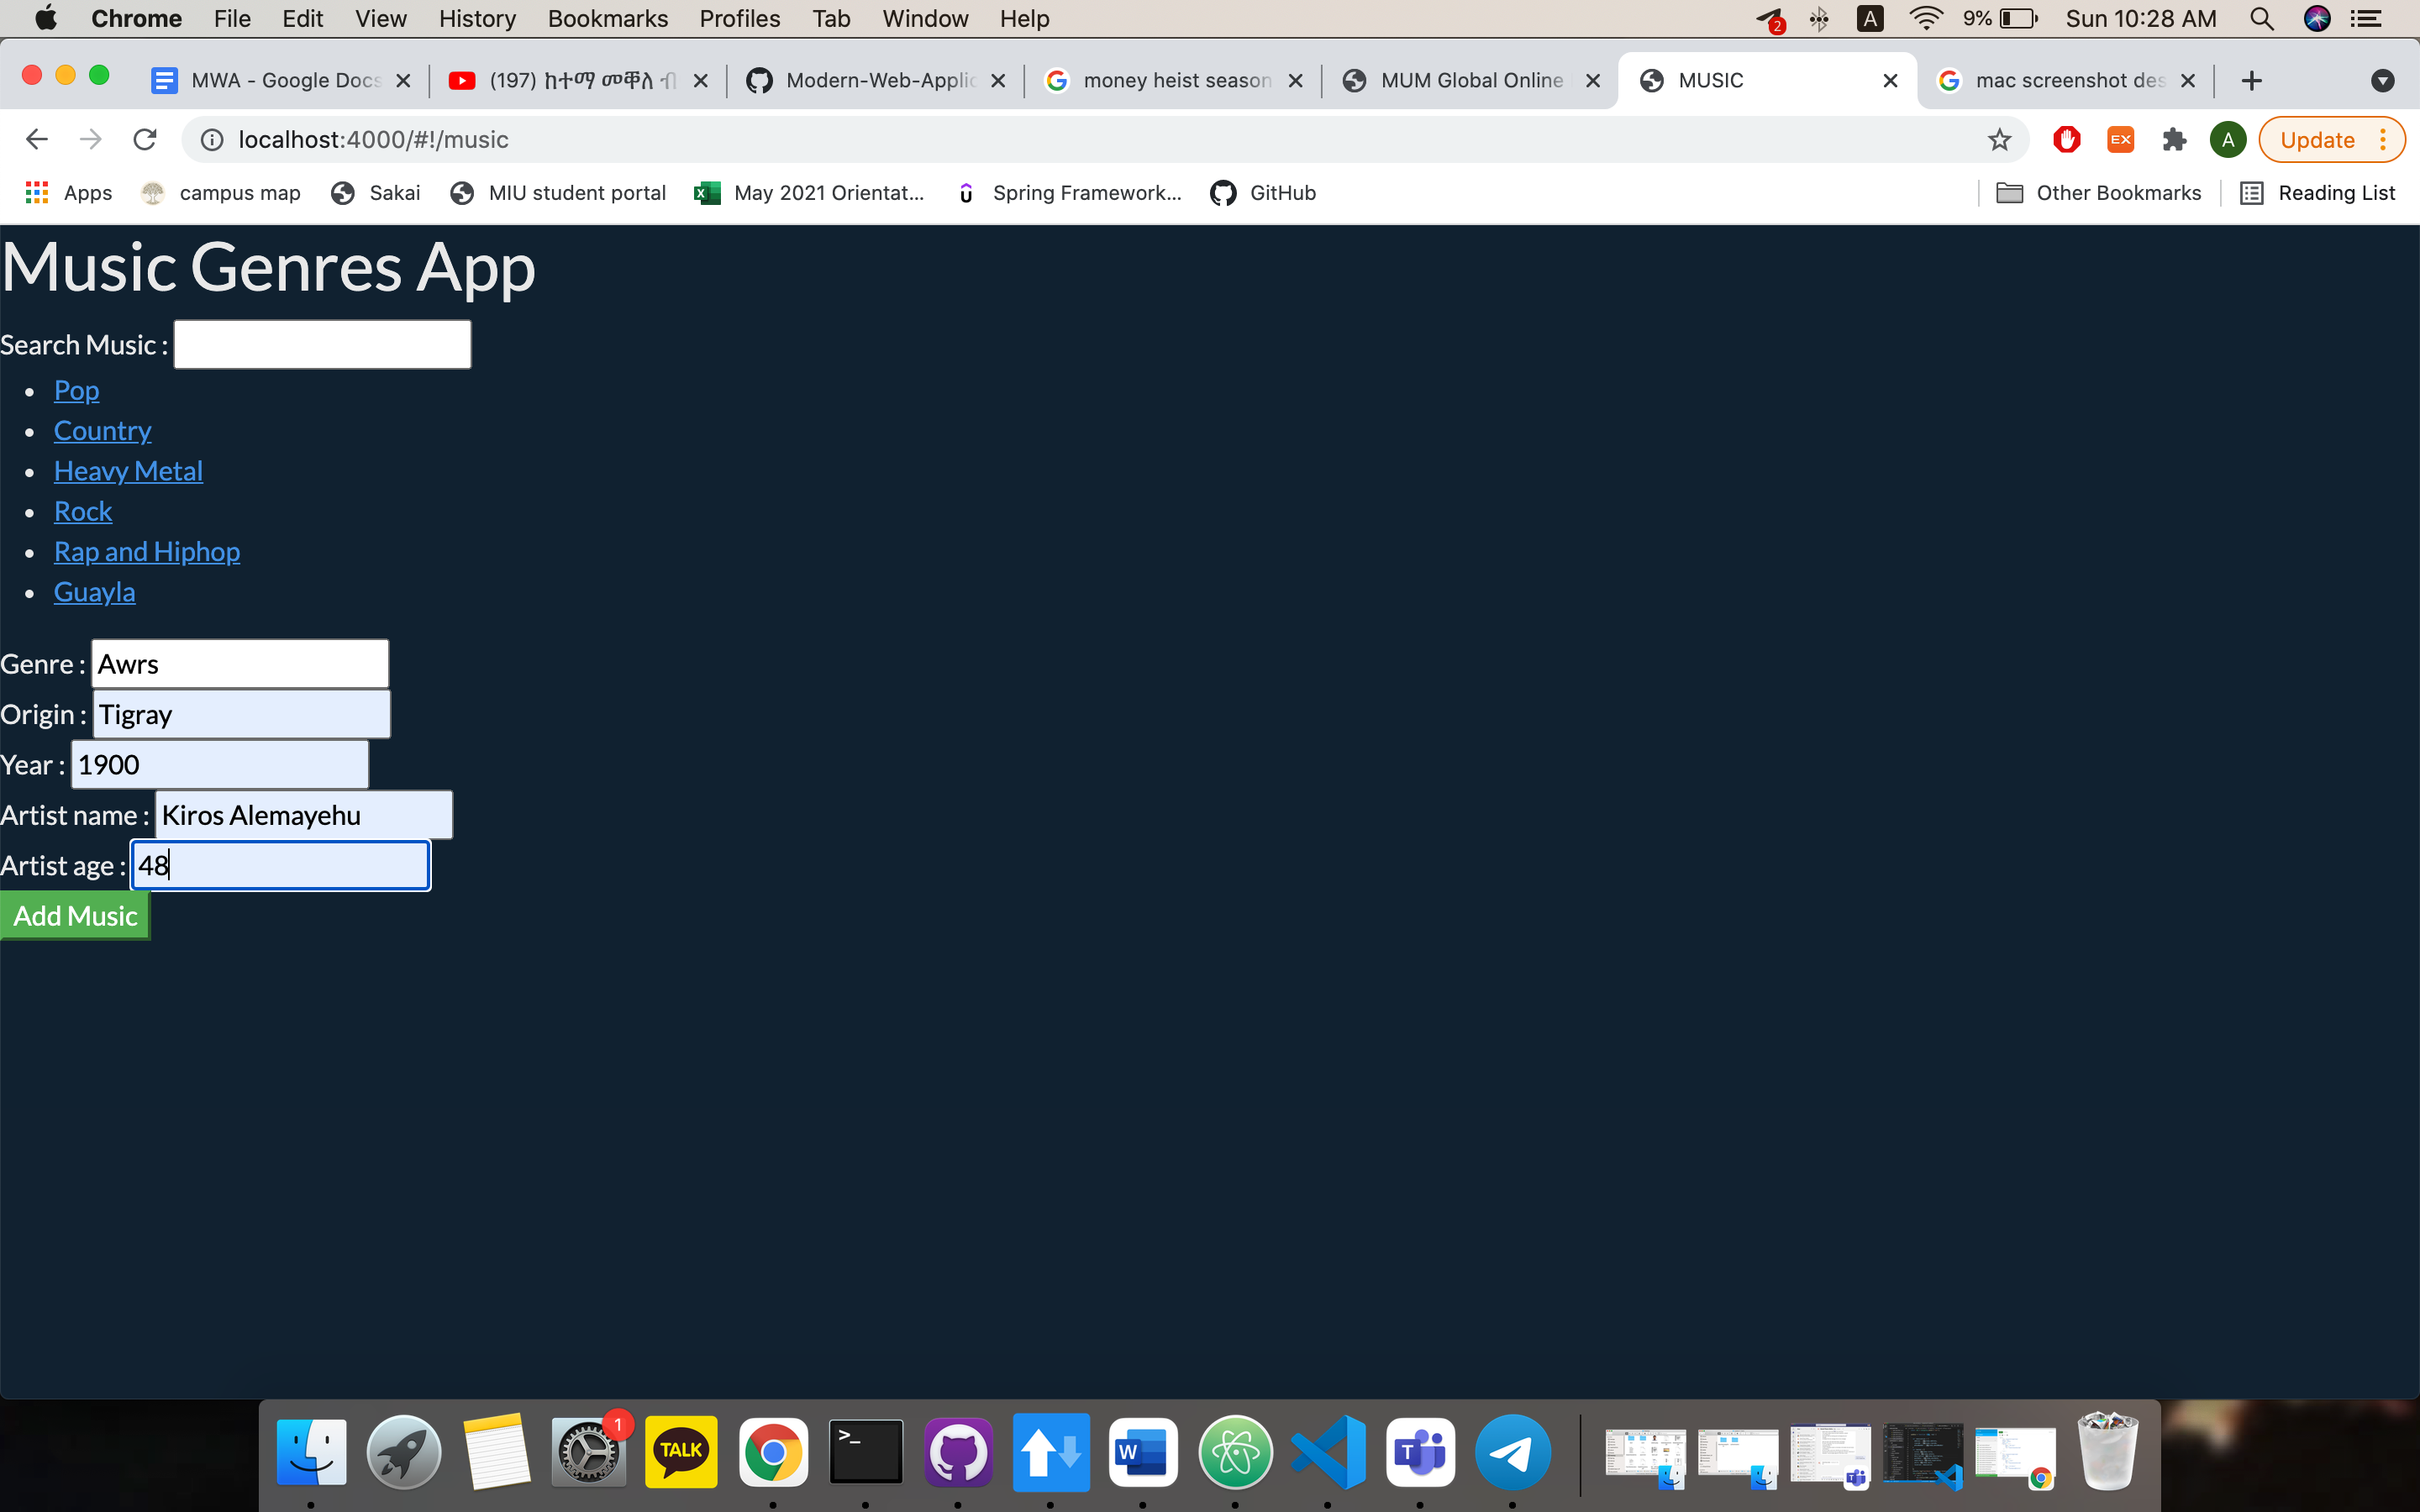 Chrome File Edit View History Bookmarks Profiles Tab Window Help 2 A 9% Sun 10:28 AM
MWA - Google Docs (197) ከተማ መቐለ Modern-Web-Applic money heist season MUM Global Online MUSIC mac screenshot des
localhost:4000/#!/music EX A Update
Apps campus map Sakai MIU student portal May 2021 Orientat... Spring Framework... GitHub Other Bookmarks Reading List
Music Genres App
Search Music :
Pop
Country
Heavy Metal
Rock
Rap and Hiphop
Guayla
Genre : Awrs
Origin : Tigray
Year : 1900
Artist name : Kiros Alemayehu
Artist age : 48
Add Music
1 TALK >_ W T